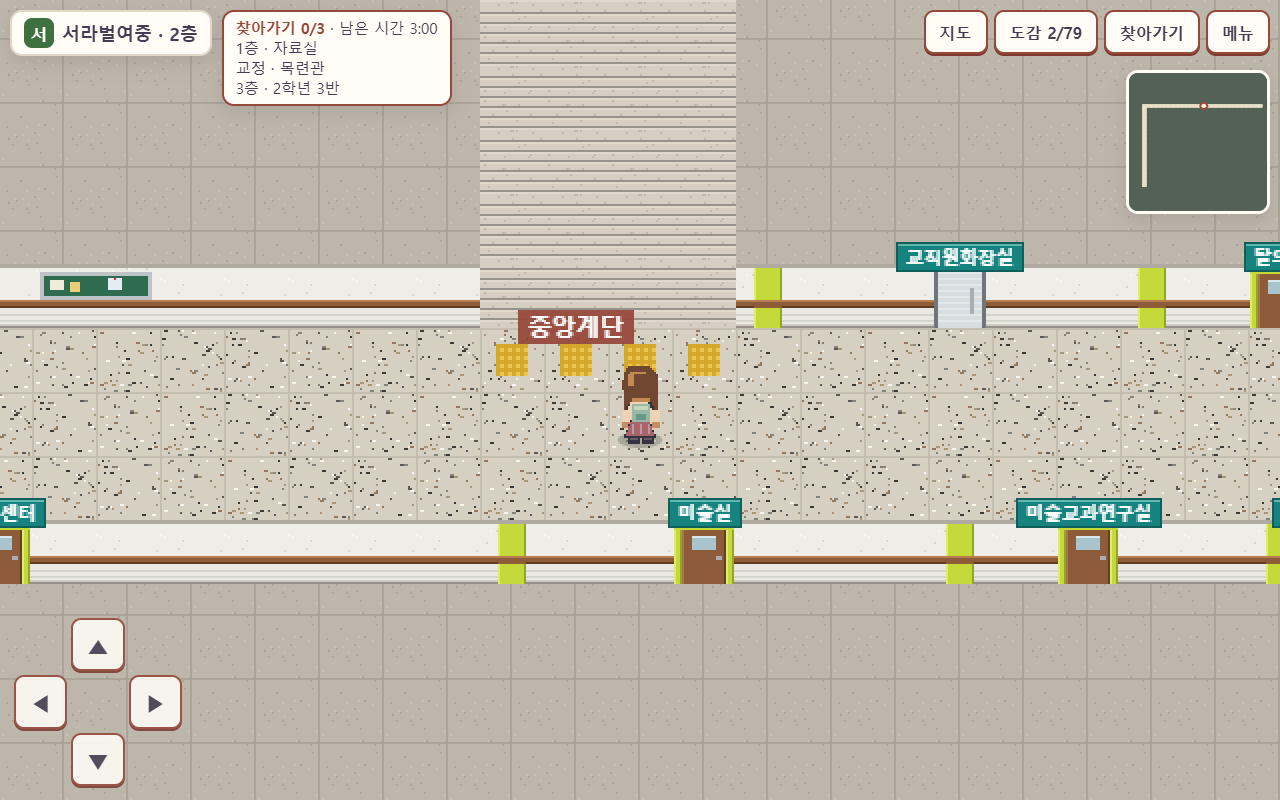 서 서라벌여중 · 2층
찾아가기 0/3 · 남은 시간 3:00
1층 · 자료실
교정 · 목련관
3층 · 2학년 3반
지도
도감 2/79
찾아가기
메뉴
교직원화장실
중앙계단
센터
미술실
미술교과연구실